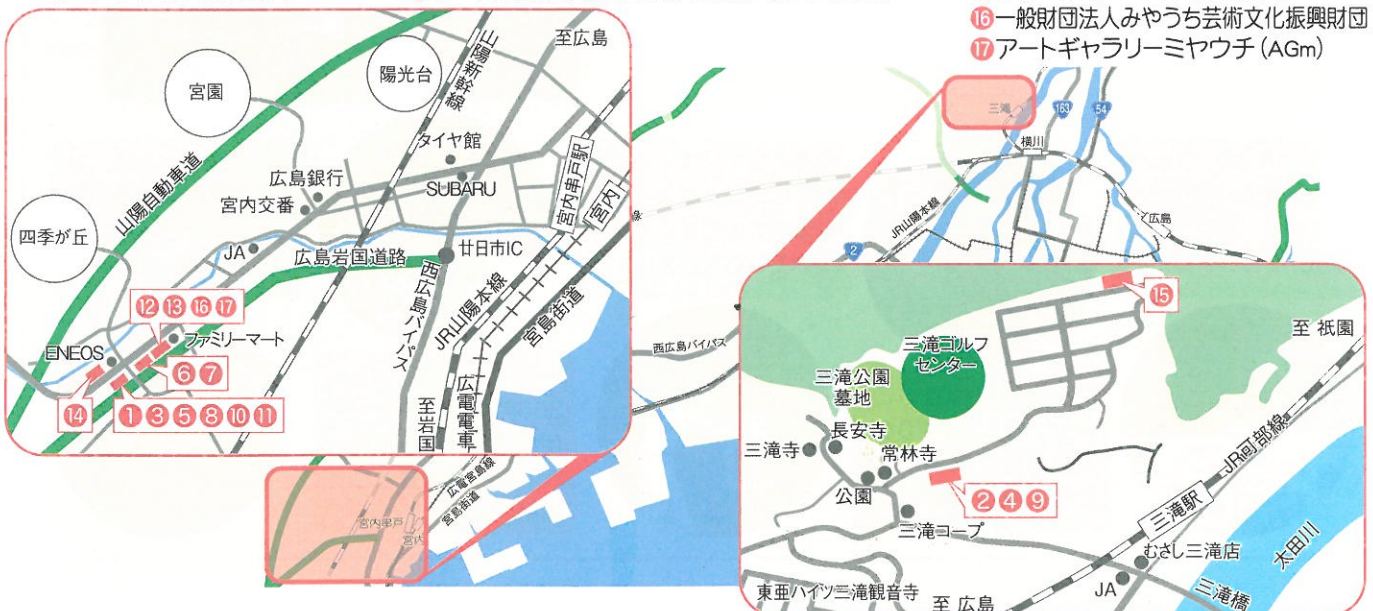 ⑯一般財団法人みやうち芸術文化振興財団
⑰アートギャラリーミヤウチ(AGm)
至広島
山陽新幹線
陽光台
宮園
タイヤ館
SUBARU
山陽自動車道
広島銀行
宮内交番
宮内串戸駅
宮内
四季が丘
JA
広島岩国道路
廿日市IC
西広島バイパス
JR山陽本線
宮島街道
⑫⑬⑯⑰
ファミリーマート
ENEOS
⑥⑦
⑭
①③⑤⑧⑩⑪
至岩国
広電電車
三滝
163
54
横川
JR山陽本線
広島
線
2
西広島バイパス
広電宮島線
宮島街道
宮内串戸
宮内
⑮
至 祇園
三滝ゴルフ
センター
三滝公園
墓地
長安寺
三滝寺
常林寺
公園
②④⑨
三滝コープ
JR可部線
三滝駅
太田川
むさし三滝店
JA
三滝橋
東亜ハイツ三滝観音寺
至 広島